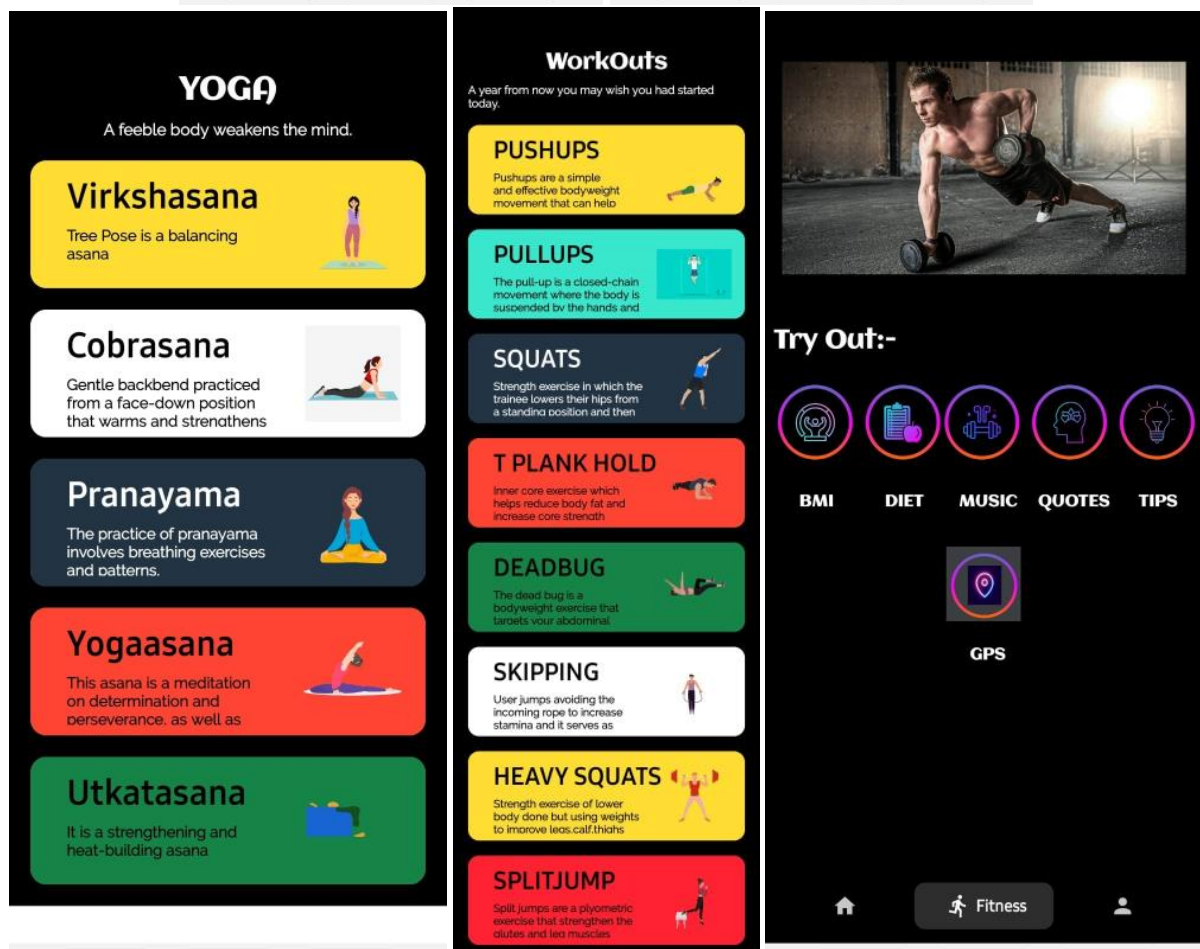 YOGA
A feeble body weakens the mind.
Virkshasana
Tree Pose is a balancing
asana
Cobrasana
Gentle backbend practiced
from a face-down position
that warms and strengthens
Pranayama
The practice of pranayama
involves breathing exercises
and patterns.
Yogaasana
This asana is a meditation
on determination and
perseverance, as well as
Utkatasana
It is a strengthening and
heat-building asana
WorkOuts
A year from now you may wish you had started
today.
PUSHUPS
Pushups are a simple
and effective bodyweight
movement that can help
PULLUPS
The pull-up is a closed-chain
movement where the body is
suspended by the hands and
SQUATS
Strength exercise in which the
trainee lowers their hips from
a standing position and then
T PLANK HOLD
Inner core exercise which
helps reduce body fat and
increase core strength
DEADBUG
The dead bug is a
bodyweight exercise that
targets your abdominal
SKIPPING
User jumps avoiding the
incoming rope to increase
stamina and it serves as
HEAVY SQUATS
Strength exercise of lower
body done but using weights
to improve legs,calf,thighs
SPLITJUMP
Split jumps are a plyometric
exercise that strengthen the
glutes and leg muscles
Try Out:-
BMI
DIET
MUSIC
QUOTES
TIPS
GPS
Fitness